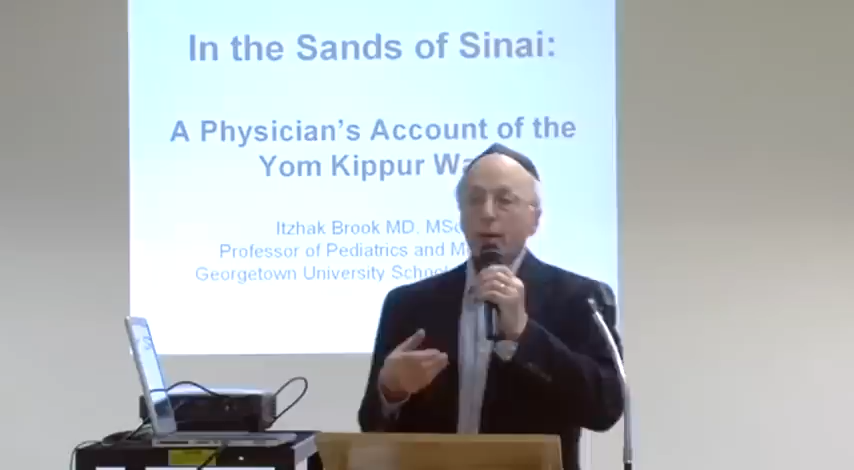 In the Sands of Sinai:
A Physician's Account of the
Yom Kippur
Itzhak Brook MD. MSc
Professor of Pediatrics and
Georgetown University School